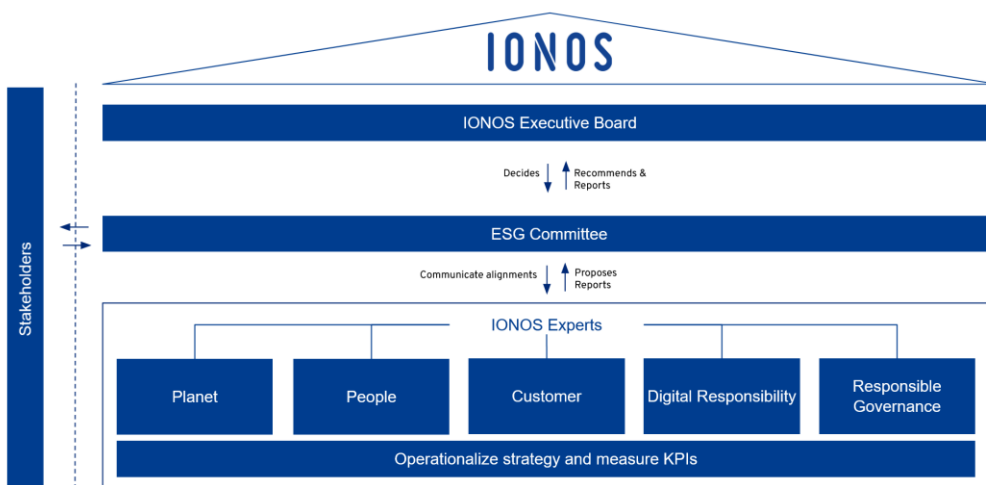 IONOS
IONOS Executive Board
Decides
Recommends &
Reports
Stakeholders
ESG Committee
Communicate alignments
Proposes
Reports
IONOS Experts
Planet
People
Customer
Digital Responsibility
Responsible
Governance
Operationalize strategy and measure KPIs